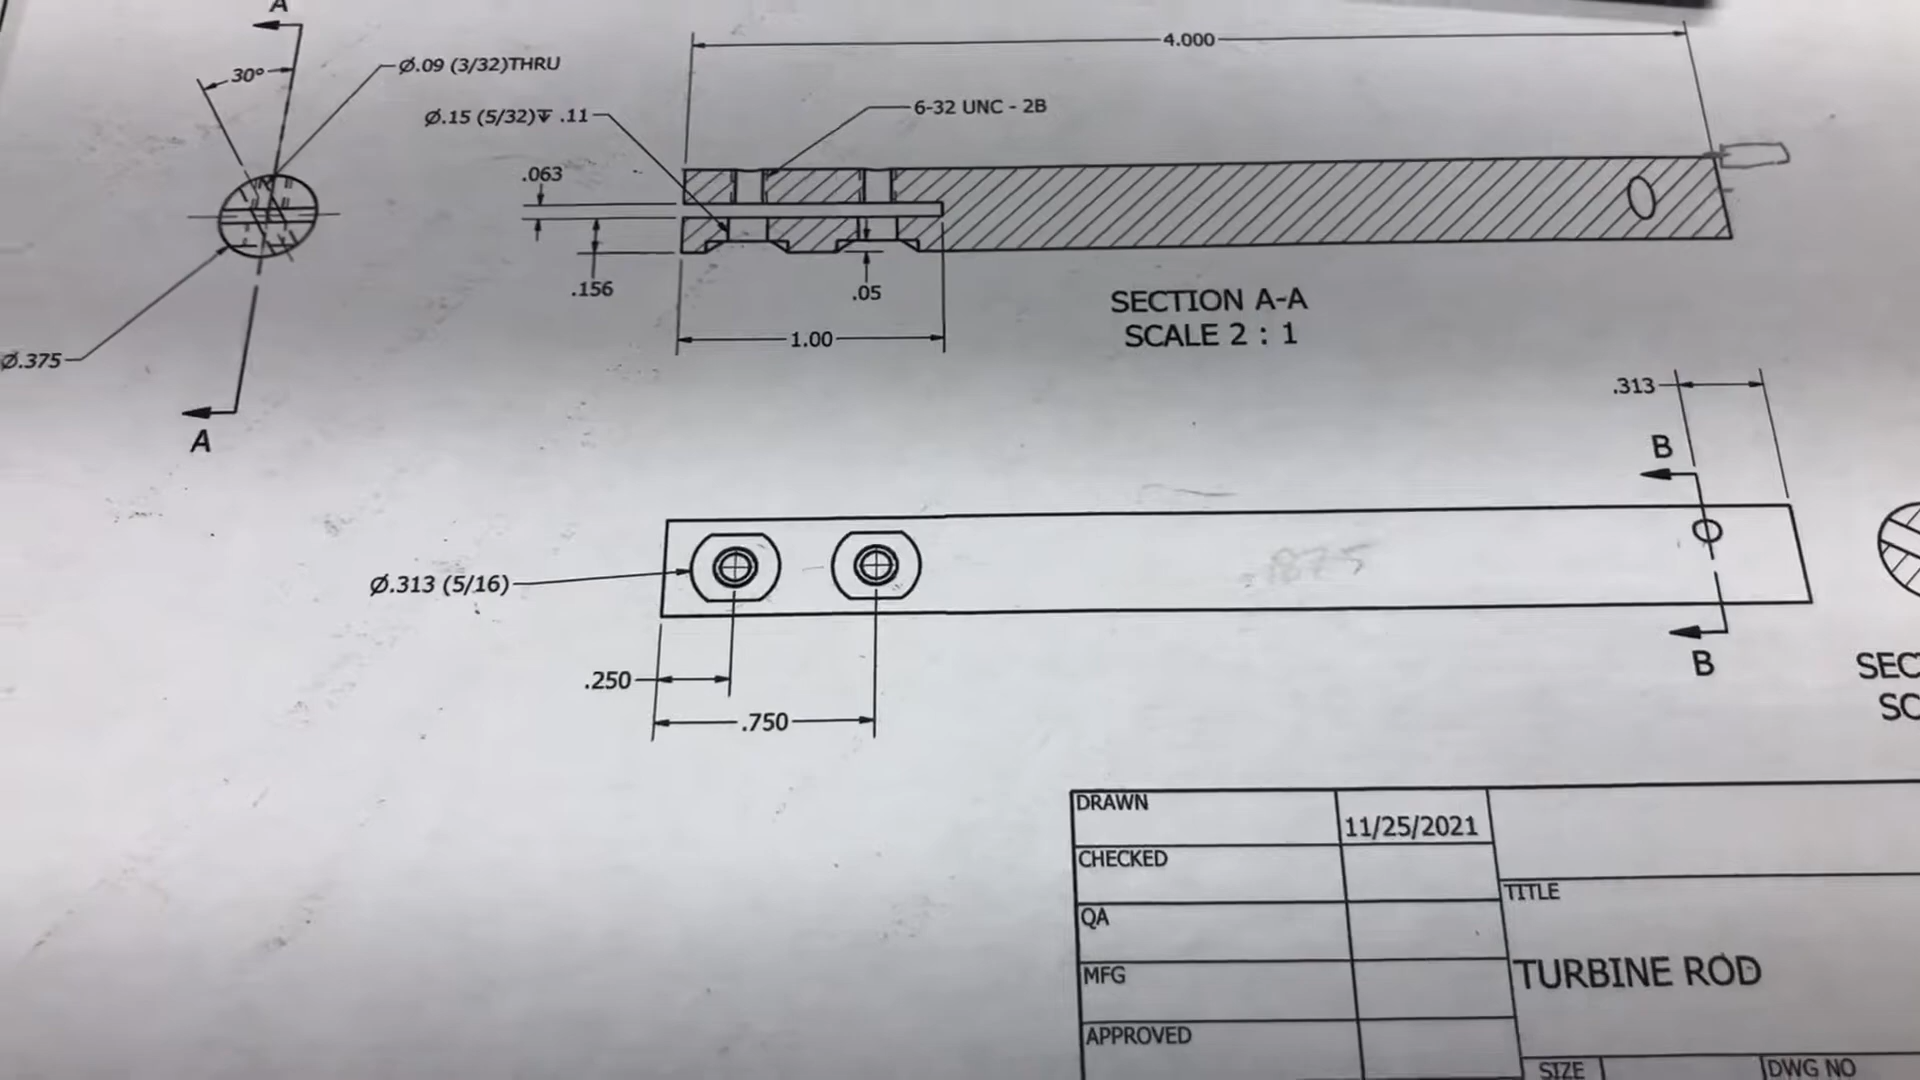 A
30°
Ø.09 (3/32)THRU
Ø.15 (5/32)↧ .11
6-32 UNC - 2B
4.000
.063
.156
.05
1.00
SECTION A-A
SCALE 2 : 1
Ø.375
A
.313
B
Ø.313 (5/16)
.250
.750
B
DRAWN
11/25/2021
CHECKED
QA
MFG
APPROVED
TITLE
TURBINE ROD
SIZE
DWG NO